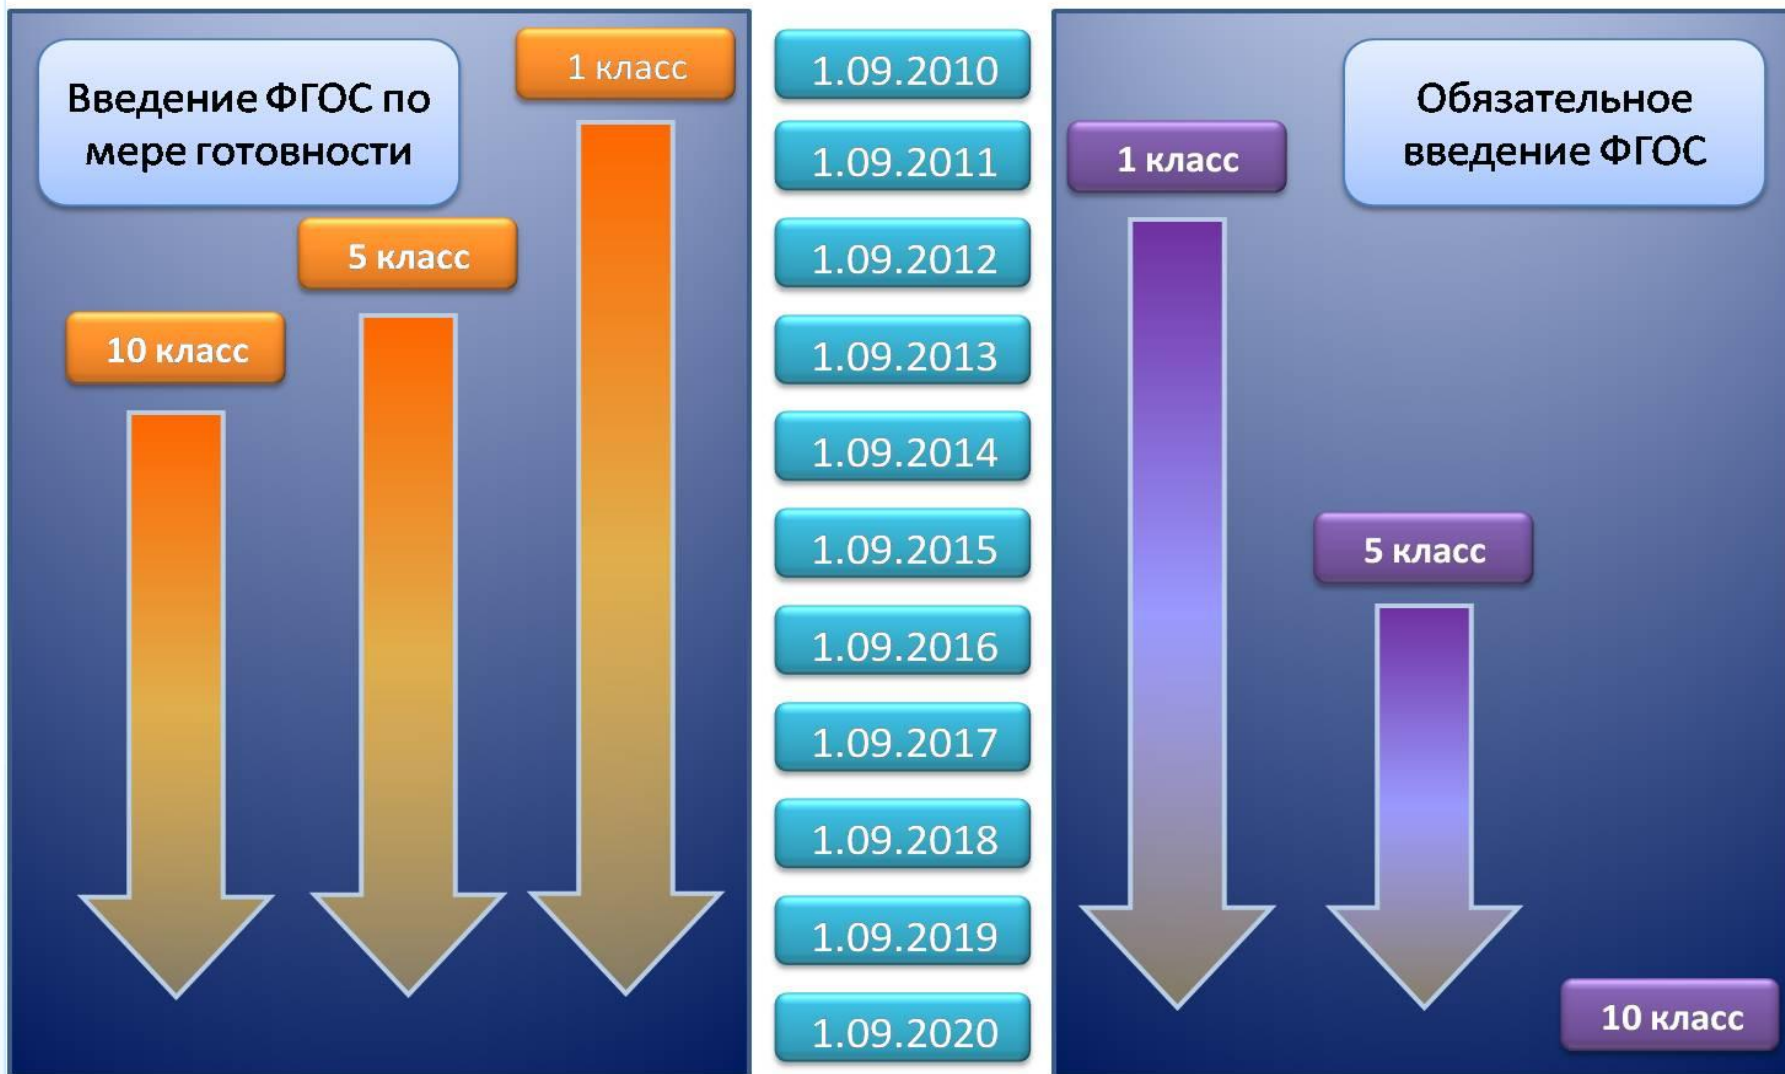 Введение ФГОС по
мере готовности
1 класс
5 класс
10 класс
1.09.2010
1.09.2011
1.09.2012
1.09.2013
1.09.2014
1.09.2015
1.09.2016
1.09.2017
1.09.2018
1.09.2019
1.09.2020
Обязательное
введение ФГОС
1 класс
5 класс
10 класс